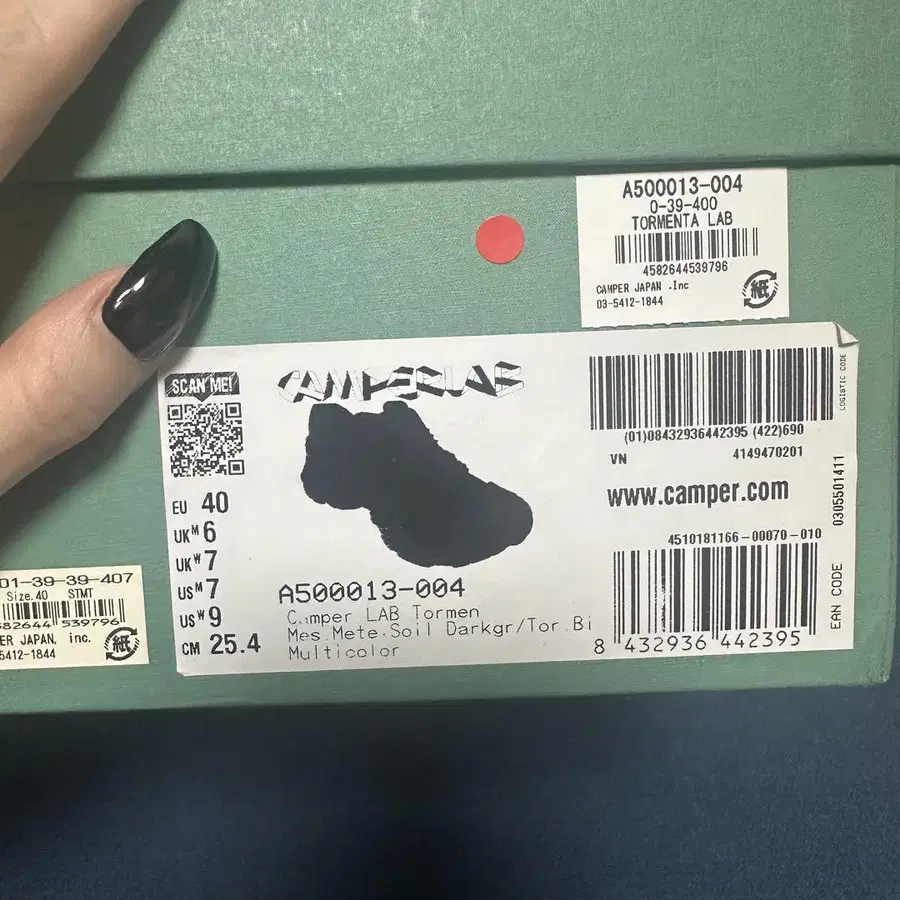 A500013-004
0-39-400
TORMENTA LAB
4582644539796
CAMPER JAPAN .Inc
03-5412-1844
紙
SCAN ME!
CAMPERLAB
EU 40
UK M 6
UK W 7
US M 7
US W 9
CM 25.4
A500013-004
Camper LAB Tormen
Mes.Mete.Soil Darkgr/Tor.Bi
Multicolor
LOGISTIC CODE
(01)08432936442395 (422)690
VN 4149470201
www.camper.com
0305501411
4510181166-00070-010
EAN CODE
8 432936 442395
01-39-39-407
Size.40 STMT
82644 539796
ER JAPAN, inc.
5412-1844
紙